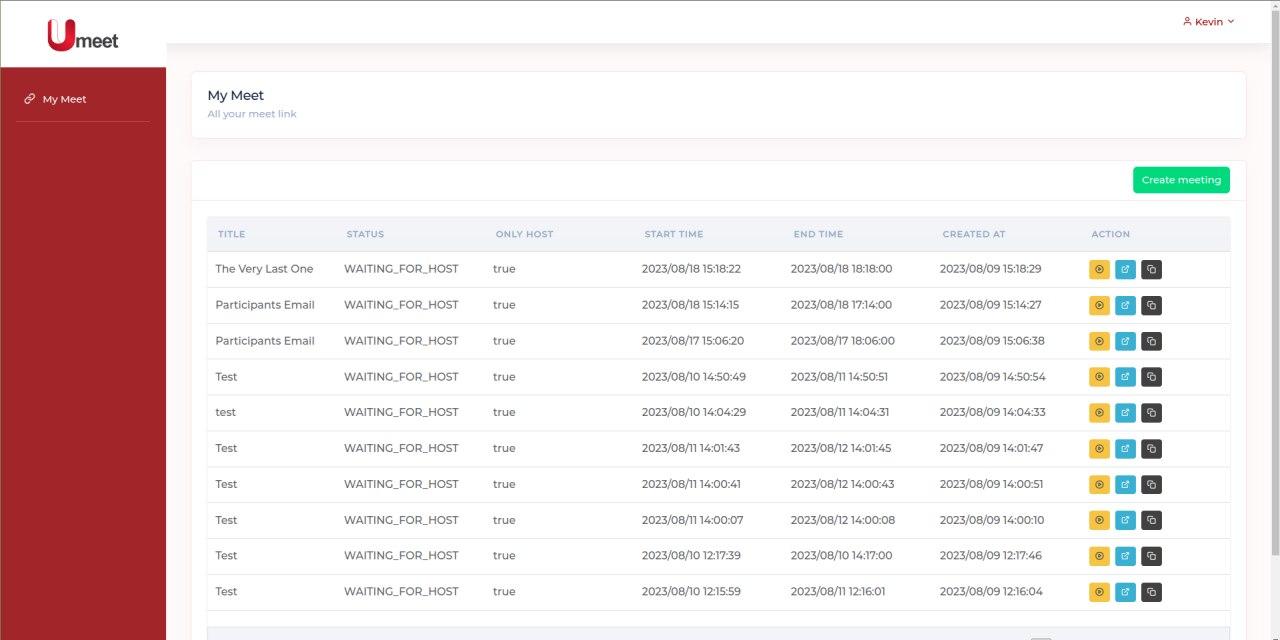 Umeet
Kevin
My Meet
My Meet
All your meet link
Create meeting
TITLE STATUS ONLY HOST START TIME END TIME CREATED AT ACTION
The Very Last One WAITING_FOR_HOST true 2023/08/18 15:18:22 2023/08/18 18:18:00 2023/08/09 15:18:29
Participants Email WAITING_FOR_HOST true 2023/08/18 15:14:15 2023/08/18 17:14:00 2023/08/09 15:14:27
Participants Email WAITING_FOR_HOST true 2023/08/17 15:06:20 2023/08/17 18:06:00 2023/08/09 15:06:38
Test WAITING_FOR_HOST true 2023/08/10 14:50:49 2023/08/11 14:50:51 2023/08/09 14:50:54
test WAITING_FOR_HOST true 2023/08/10 14:04:29 2023/08/11 14:04:31 2023/08/09 14:04:33
Test WAITING_FOR_HOST true 2023/08/11 14:01:43 2023/08/12 14:01:45 2023/08/09 14:01:47
Test WAITING_FOR_HOST true 2023/08/11 14:00:41 2023/08/12 14:00:43 2023/08/09 14:00:51
Test WAITING_FOR_HOST true 2023/08/11 14:00:07 2023/08/12 14:00:08 2023/08/09 14:00:10
Test WAITING_FOR_HOST true 2023/08/10 12:17:39 2023/08/10 14:17:00 2023/08/09 12:17:46
Test WAITING_FOR_HOST true 2023/08/10 12:15:59 2023/08/11 12:16:01 2023/08/09 12:16:04